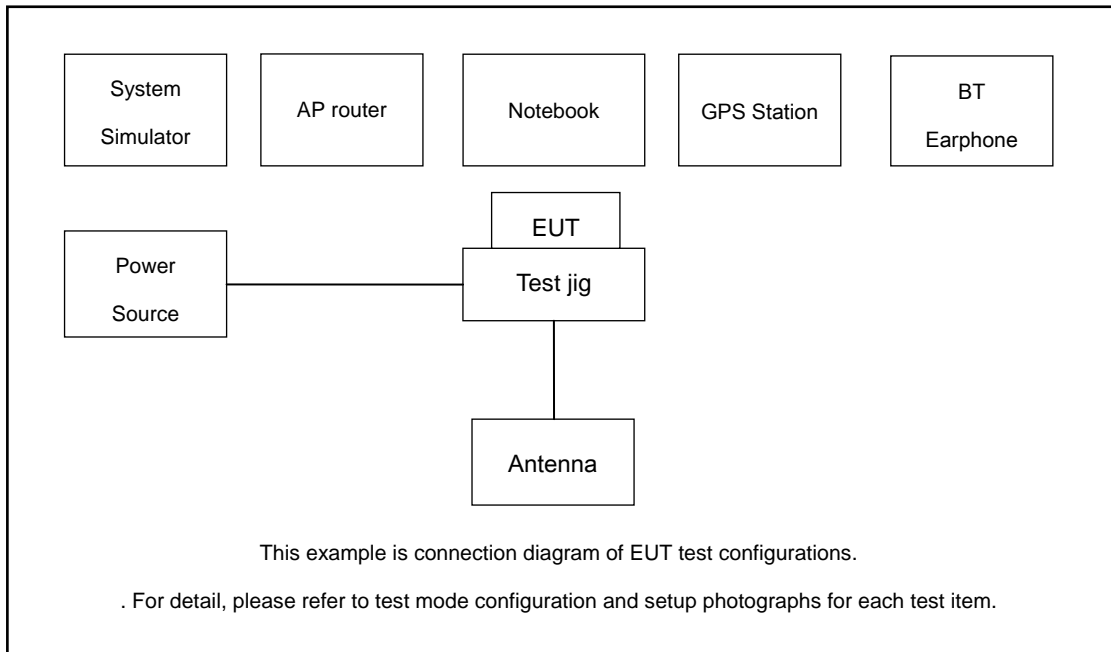 System
Simulator
AP router
Notebook
GPS Station
BT
Earphone
EUT
Power
Source
Test jig
Antenna
This example is connection diagram of EUT test configurations.
. For detail, please refer to test mode configuration and setup photographs for each test item.